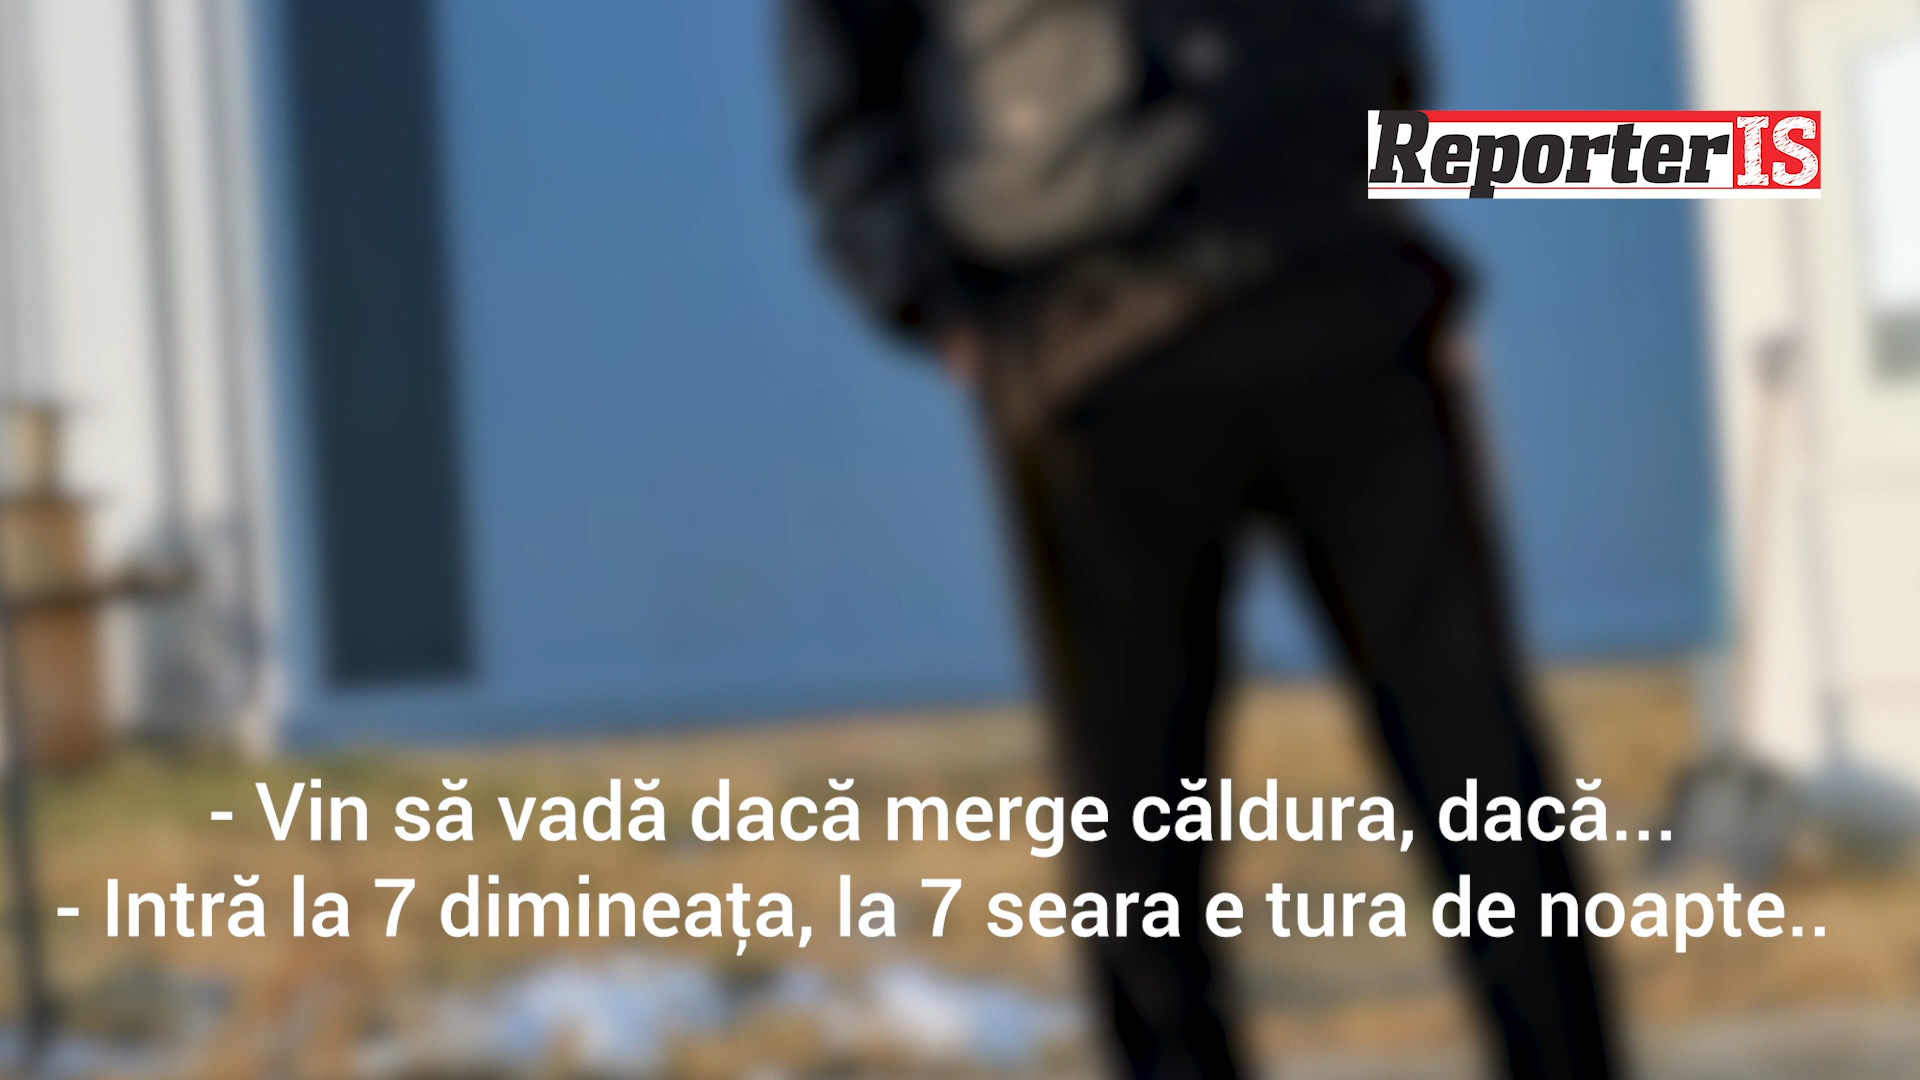 ReporterIS
- Vin să vadă dacă merge căldura, dacă...
- Intră la 7 dimineața, la 7 seara e tura de noapte..